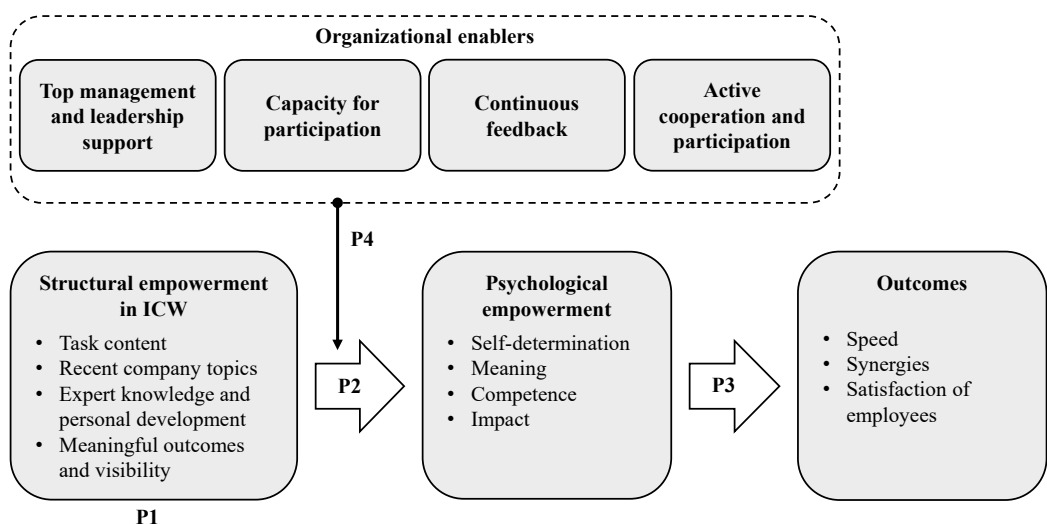 Organizational enablers
Top management
and leadership
support
Capacity for
participation
Continuous
feedback
Active
cooperation and
participation
P4
Structural empowerment
in ICW
• Task content
• Recent company topics
• Expert knowledge and
personal development
• Meaningful outcomes
and visibility
P1
P2
Psychological
empowerment
• Self-determination
• Meaning
• Competence
• Impact
P3
Outcomes
• Speed
• Synergies
• Satisfaction of
employees